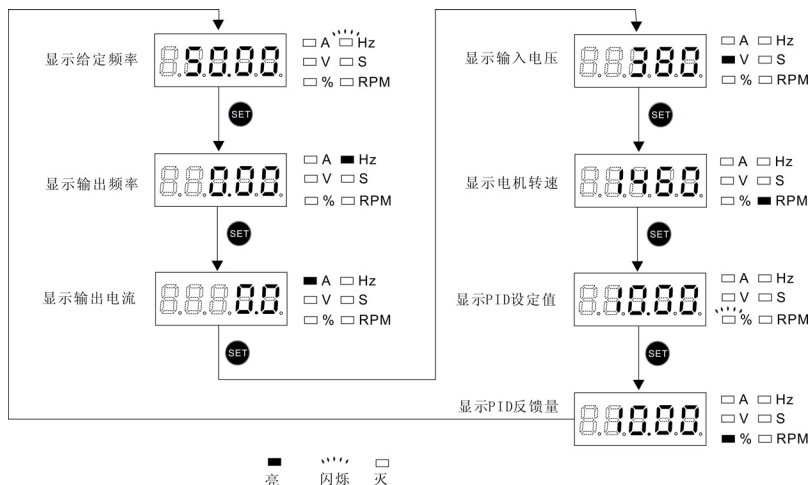 显示给定频率
50.00
A Hz
V S
% RPM
SET
显示输出频率
0.00
A Hz
V S
% RPM
SET
显示输出电流
0.0
A Hz
V S
% RPM
SET
显示输入电压
380
A Hz
V S
% RPM
SET
显示电机转速
1460
A Hz
V S
% RPM
SET
显示PID设定值
10.00
A Hz
V S
% RPM
SET
显示PID反馈量
10.00
A Hz
V S
% RPM
亮 闪烁 灭